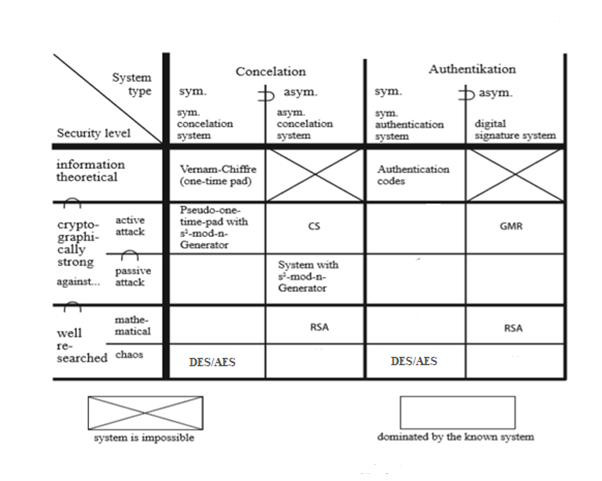 Concelation
Authentikation
System
type
sym.
asym.
sym.
asym.
sym.
concelation
system
asym.
concelation
system
sym.
authentication
system
digital
signature system
Security level
information
theoretical
Vernam-Chiffre
(one-time pad)
Authentication
codes
crypto-
graphi-
cally
strong
against...
active
attack
Pseudo-one-
time-pad with
s²-mod-n-
Generator
CS
GMR
passive
attack
System with
s²-mod-n-
Generator
well
re-
searched
mathe-
matical
RSA
RSA
chaos
DES/AES
DES/AES
system is impossible
dominated by the known system